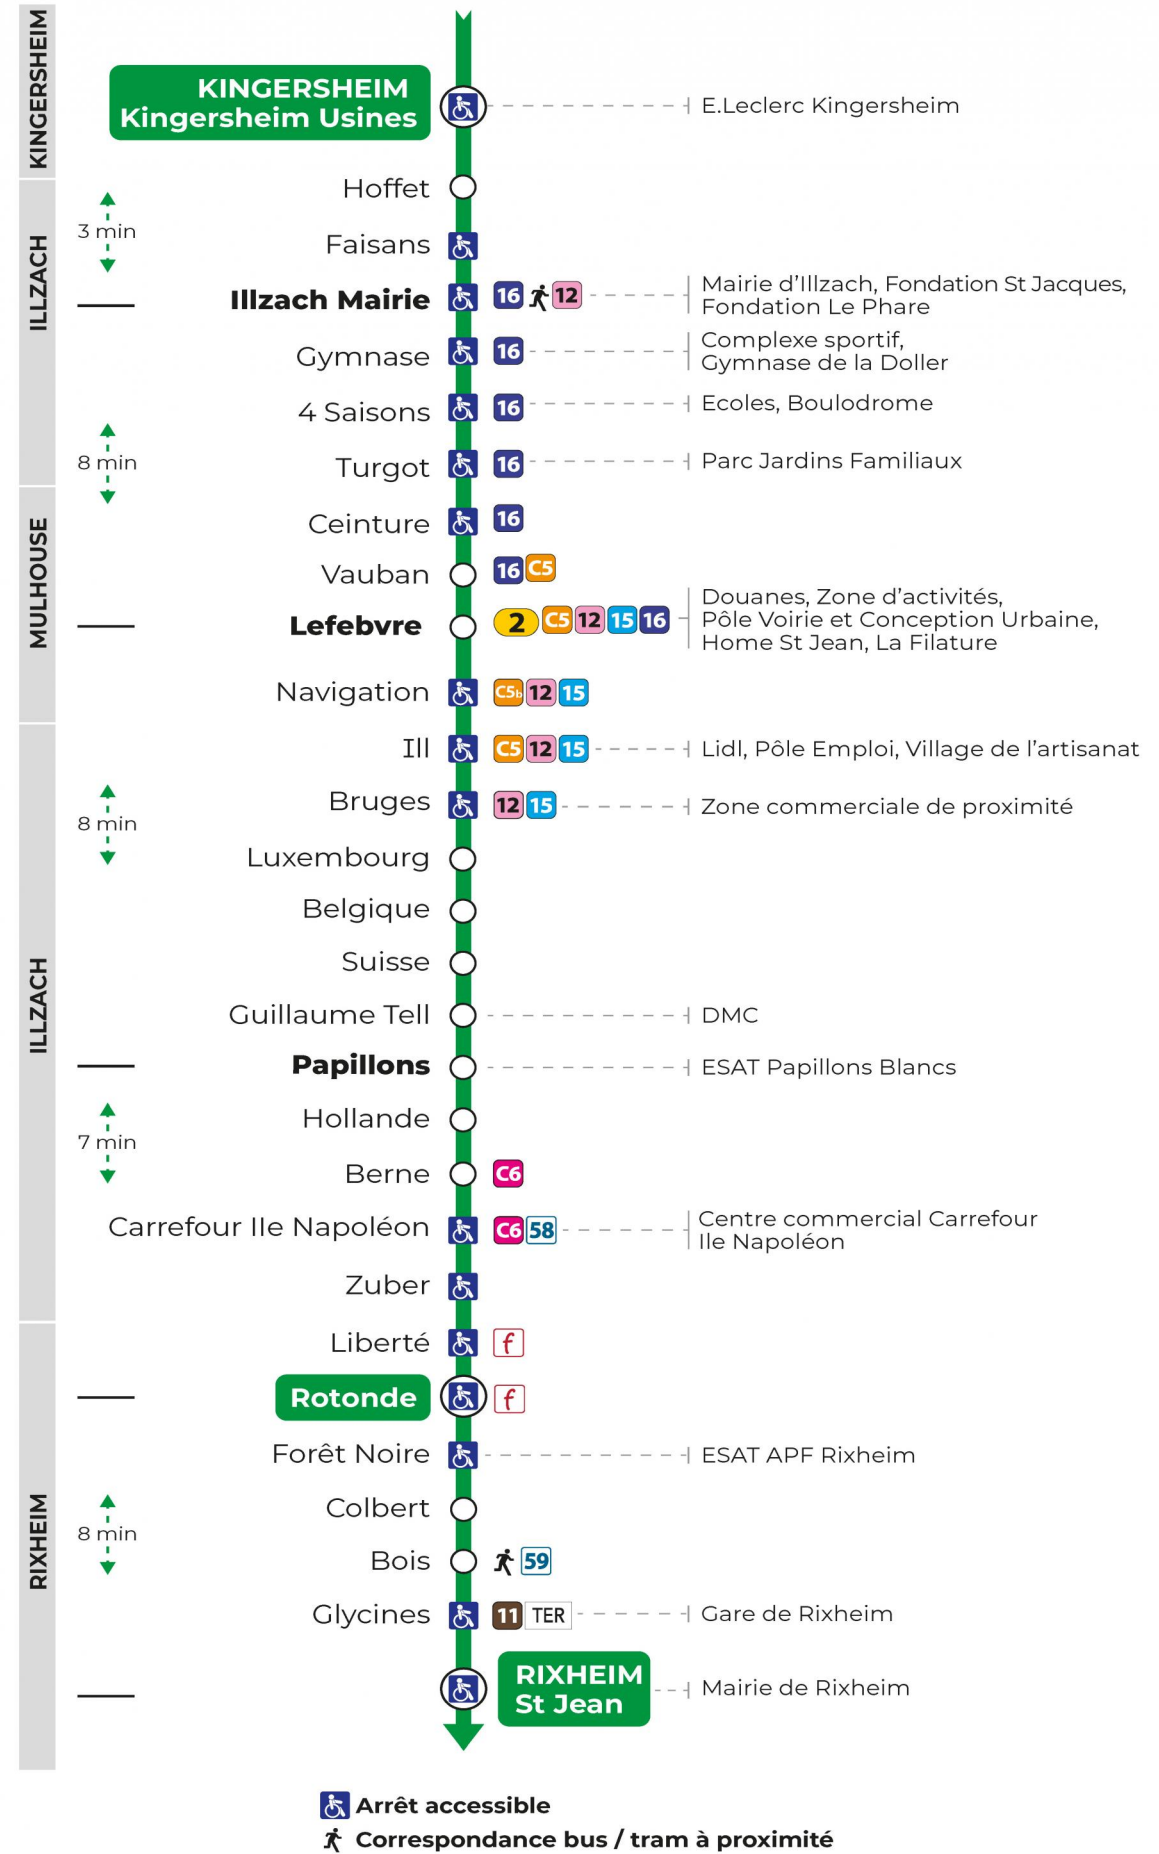 KINGERSHEIM
KINGERSHEIM
Kingersheim Usines
E.Leclerc Kingersheim
ILLZACH
Hoffet
3 min
Faisans
Illzach Mairie 16 12
Mairie d’Illzach, Fondation St Jacques,
Fondation Le Phare
Gymnase 16
Complexe sportif,
Gymnase de la Doller
4 Saisons 16 Ecoles, Boulodrome
8 min
Turgot 16 Parc Jardins Familiaux
MULHOUSE
Ceinture 16
Vauban 16 C5
Lefebvre 2 C5 12 15 16
Douanes, Zone d’activités,
Pôle Voirie et Conception Urbaine,
Home St Jean, La Filature
Navigation C5b 12 15
ILLZACH
Ill C5 12 15 Lidl, Pôle Emploi, Village de l’artisanat
Bruges 12 15 Zone commerciale de proximité
8 min
Luxembourg
Belgique
Suisse
Guillaume Tell DMC
Papillons ESAT Papillons Blancs
Hollande
7 min
Berne C6
Carrefour Ile Napoléon C6 58
Centre commercial Carrefour
Ile Napoléon
Zuber
RIXHEIM
Liberté f
Rotonde f
Forêt Noire ESAT APF Rixheim
Colbert
8 min
Bois 59
Glycines 11 TER Gare de Rixheim
RIXHEIM
St Jean
Mairie de Rixheim
Arrêt accessible
Correspondance bus / tram à proximité